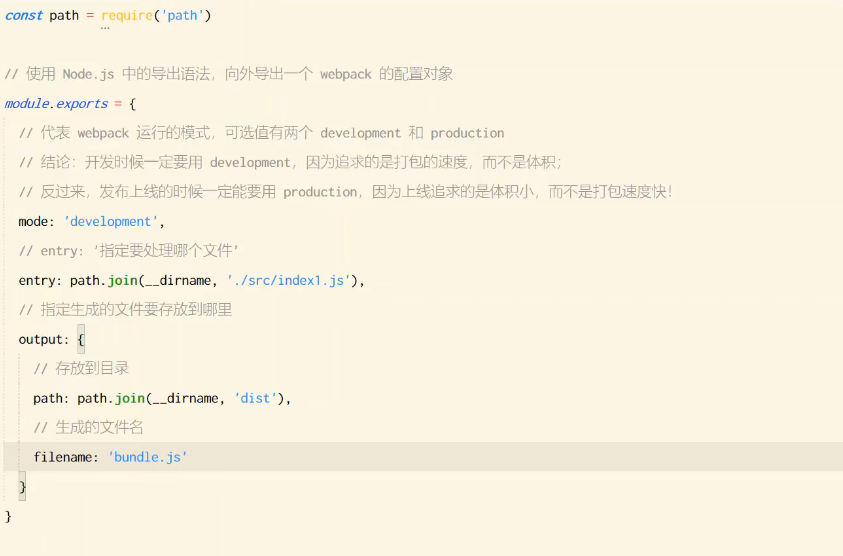 const path = require('path')
// 使用 Node.js 中的导出语法，向外导出一个 webpack 的配置对象
module.exports = {
// 代表 webpack 运行的模式，可选值有两个 development 和 production
// 结论：开发时候一定要用 development，因为追求的是打包的速度，而不是体积；
// 反过来，发布上线的时候一定能要用 production，因为上线追求的是体积小，而不是打包速度快！
mode: 'development',
// entry: '指定要处理哪个文件'
entry: path.join(__dirname, './src/index1.js'),
// 指定生成的文件要存放到哪里
output: {
// 存放到目录
path: path.join(__dirname, 'dist'),
// 生成的文件名
filename: 'bundle.js'
}
}